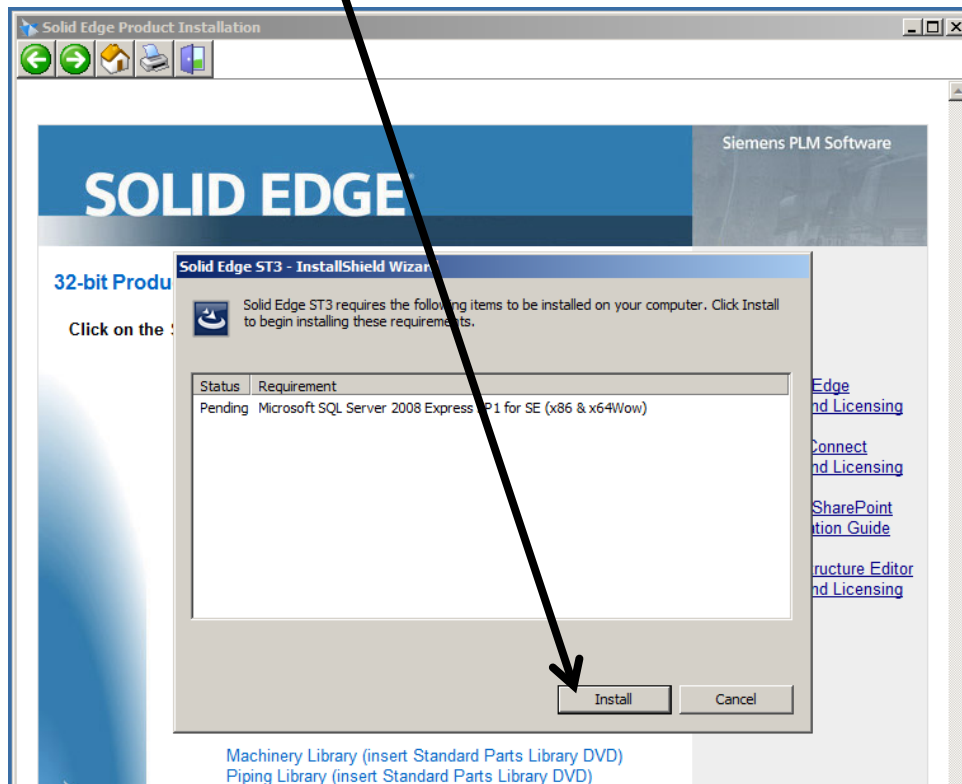 Solid Edge Product Installation
Siemens PLM Software
SOLID EDGE
32-bit Produ
Click on the
Solid Edge ST3 - InstallShield Wizard
Solid Edge ST3 requires the following items to be installed on your computer. Click Install
to begin installing these requirements.
Status Requirement
Pending Microsoft SQL Server 2008 Express SP1 for SE (x86 & x64Wow)
Install Cancel
Edge
nd Licensing
Connect
nd Licensing
SharePoint
ation Guide
ructure Editor
nd Licensing
Machinery Library (insert Standard Parts Library DVD)
Piping Library (insert Standard Parts Library DVD)